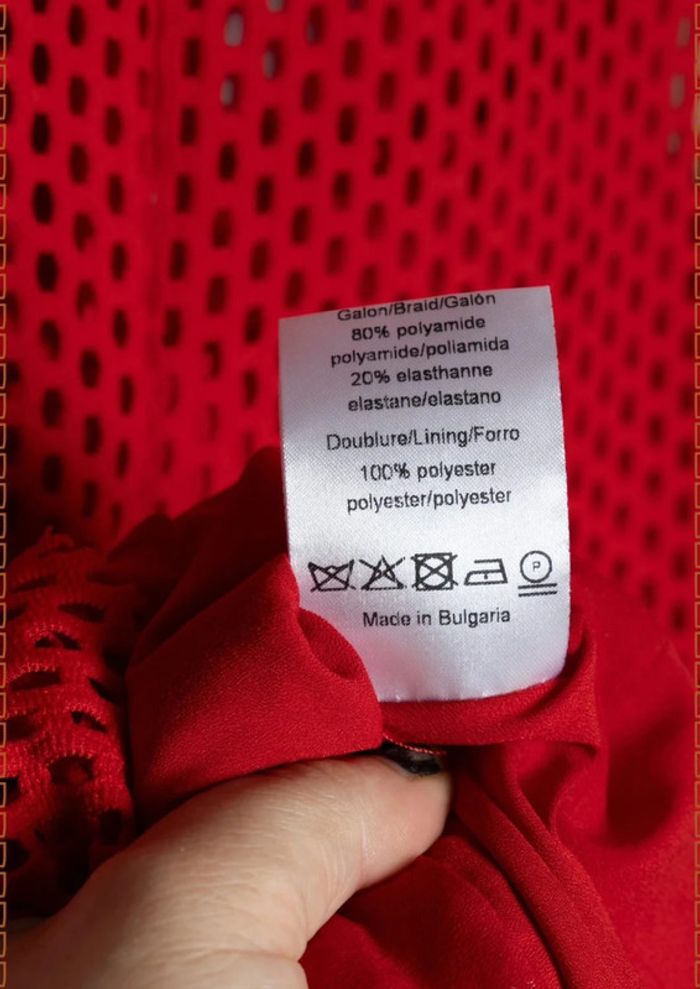 Galon/Braid/Galón
80% polyamide
polyamide/poliamida
20% elasthanne
elastane/elastano
Doublure/Lining/Forro
100% polyester
polyester/polyester
P
Made in Bulgaria